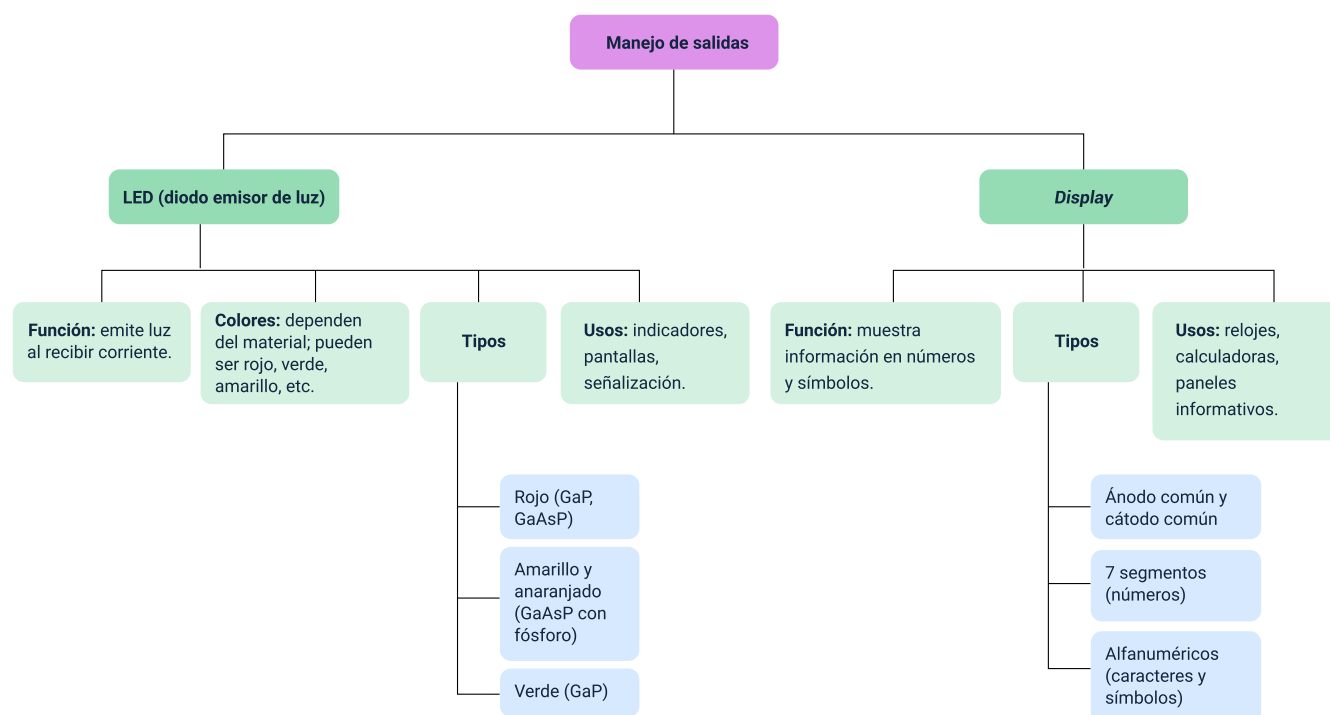 Manejo de salidas
LED (diodo emisor de luz)
Display
Función: emite luz
al recibir corriente.
Colores: dependen
del material; pueden
ser rojo, verde,
amarillo, etc.
Tipos
Usos: indicadores,
pantallas,
señalización.
Función: muestra
información en números
y símbolos.
Tipos
Usos: relojes,
calculadoras,
paneles
informativos.
Rojo (GaP,
GaAsP)
Amarillo y
anaranjado
(GaAsP con
fósforo)
Verde (GaP)
Ánodo común y
cátodo común
7 segmentos
(números)
Alfanuméricos
(caracteres y
símbolos)